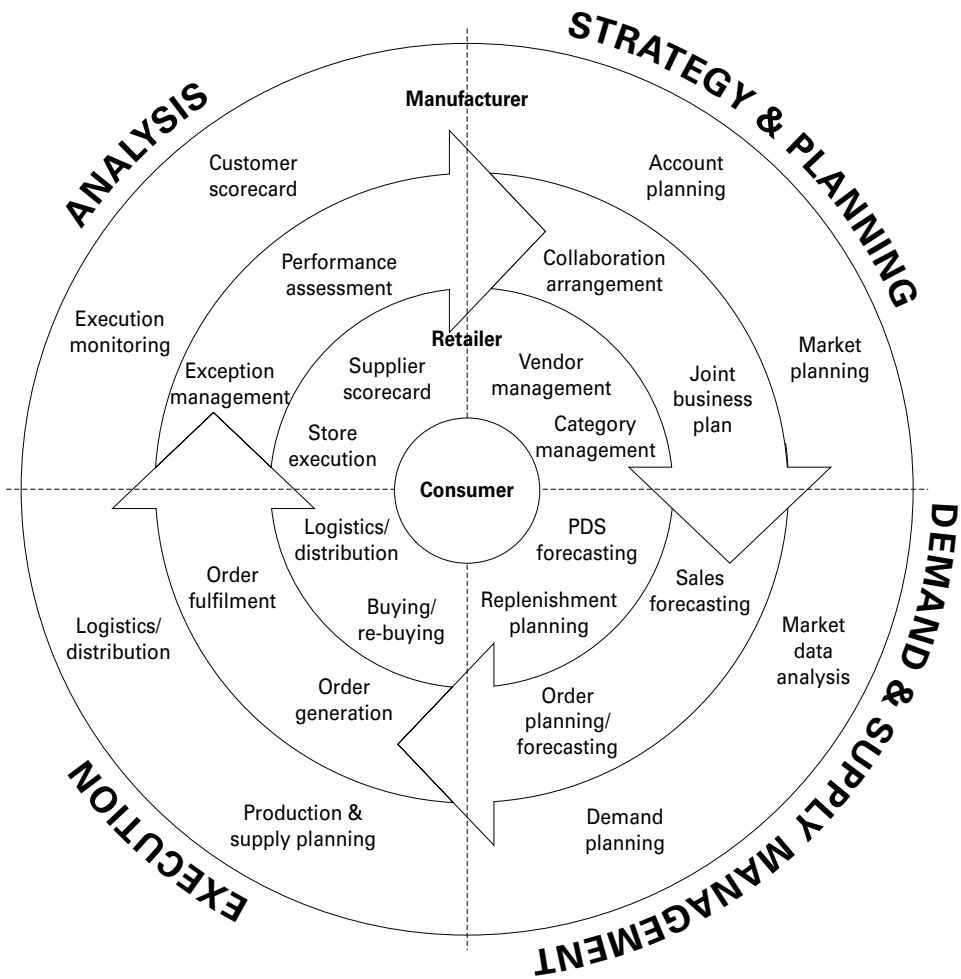 STRATEGY & PLANNING
ANALYSIS
Manufacturer
Customer
scorecard
Account
planning
Performance
assessment
Collaboration
arrangement
Execution
monitoring
Retailer
Market
planning
Exception
management
Supplier
scorecard
Vendor
management
Joint
business
plan
Store
execution
Category
management
Consumer
DEMAND & SUPPLY MANAGEMENT
Logistics/
distribution
PDS
forecasting
Order
fulfilment
Sales
forecasting
Buying/
re-buying
Replenishment
planning
Logistics/
distribution
Market
data
analysis
Order
generation
Order
planning/
forecasting
EXECUTION
Production &
supply planning
Demand
planning